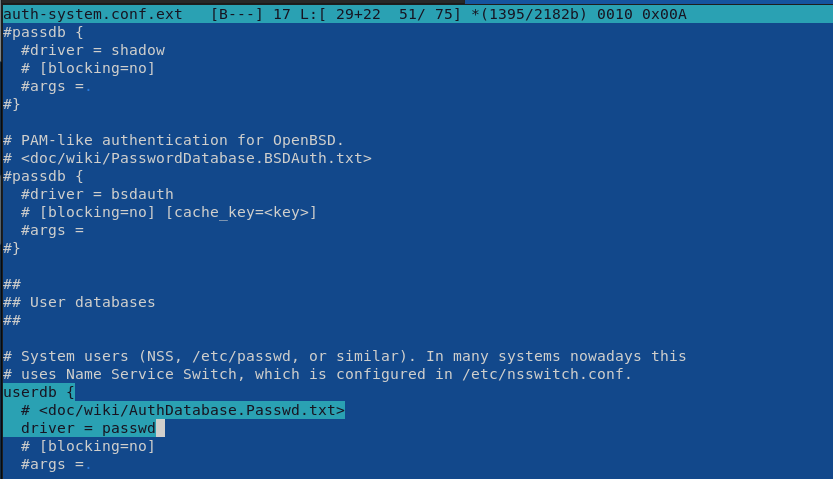 auth-system.conf.ext   [B---] 17 L:[ 29+22  51/ 75] *(1395/2182b) 0010 0x00A
#passdb {
  #driver = shadow
  # [blocking=no]
  #args =.
#}

# PAM-like authentication for OpenBSD.
# <doc/wiki/PasswordDatabase.BSDAuth.txt>
#passdb {
  #driver = bsdauth
  # [blocking=no] [cache_key=<key>]
  #args =
#}

##
## User databases
##

# System users (NSS, /etc/passwd, or similar). In many systems nowadays this
# uses Name Service Switch, which is configured in /etc/nsswitch.conf.
userdb {
  # <doc/wiki/AuthDatabase.Passwd.txt>
  driver = passwd
  # [blocking=no]
  #args =.